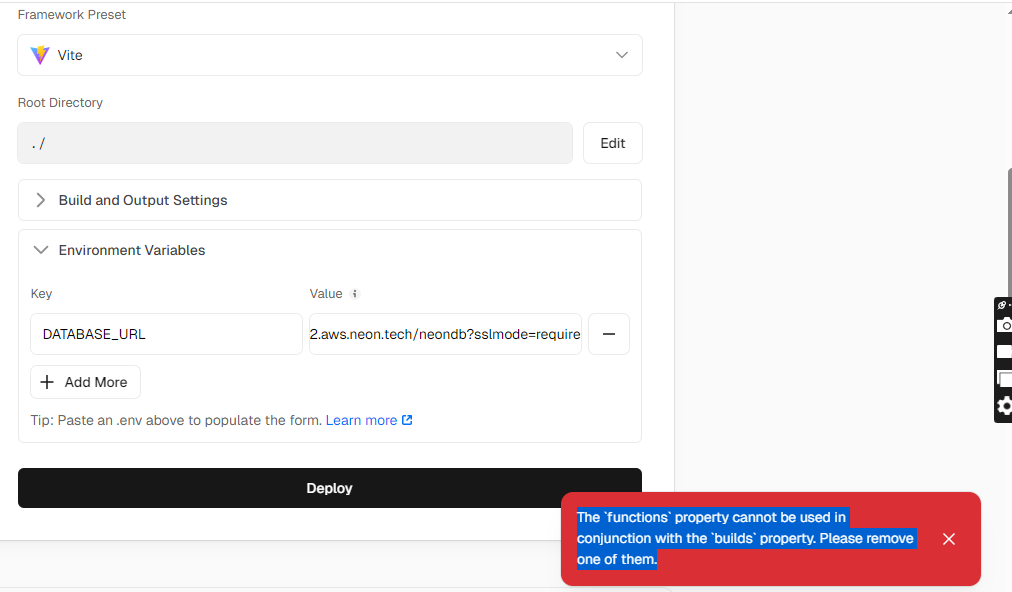 Framework Preset
Vite
Root Directory
./
Edit
Build and Output Settings
Environment Variables
Key
Value
DATABASE_URL
2.aws.neon.tech/neondb?sslmode=require
Add More
Tip: Paste an .env above to populate the form. Learn more
Deploy
The `functions` property cannot be used in
conjunction with the `builds` property. Please remove
one of them.